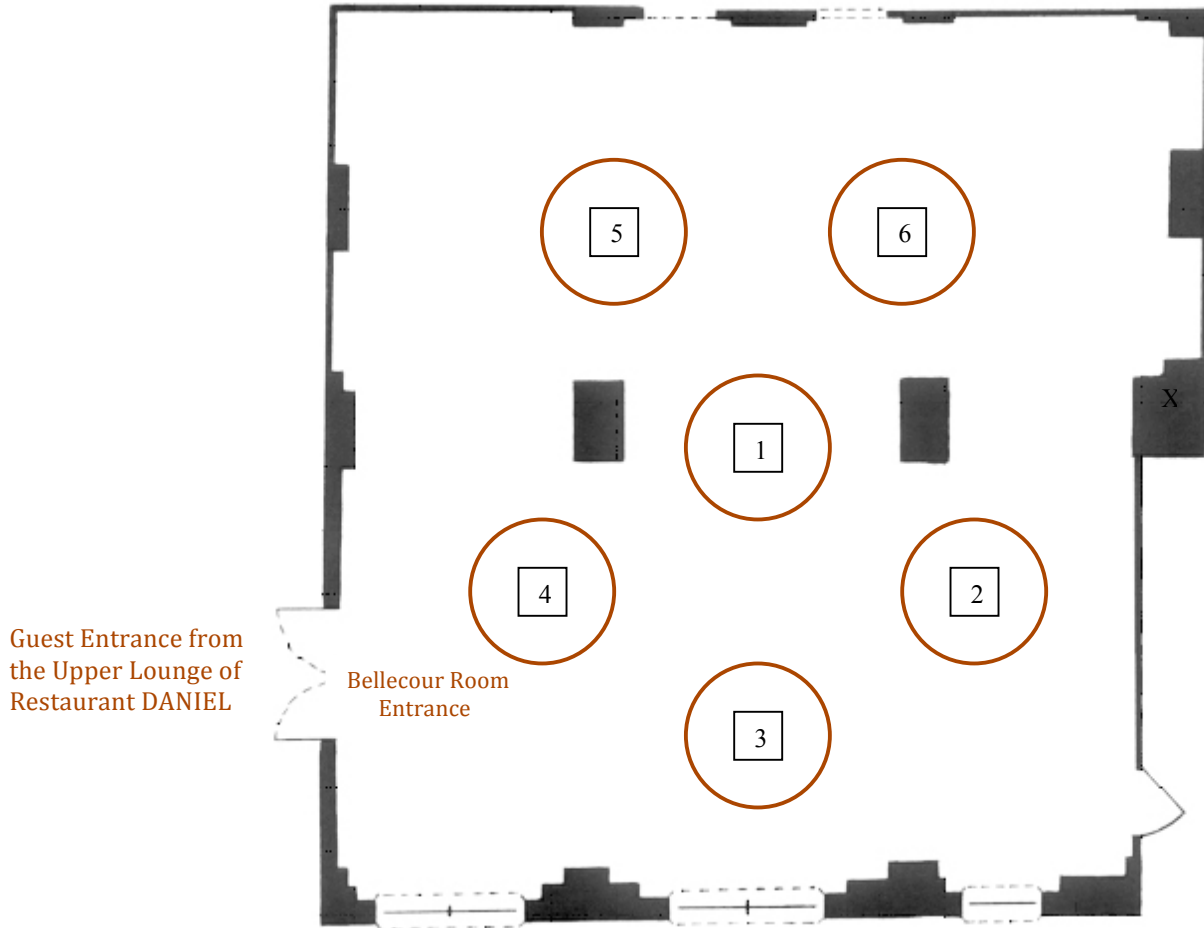 5
6
X
1
4
2
Guest Entrance from
the Upper Lounge of
Restaurant DANIEL
Bellecour Room
Entrance
3